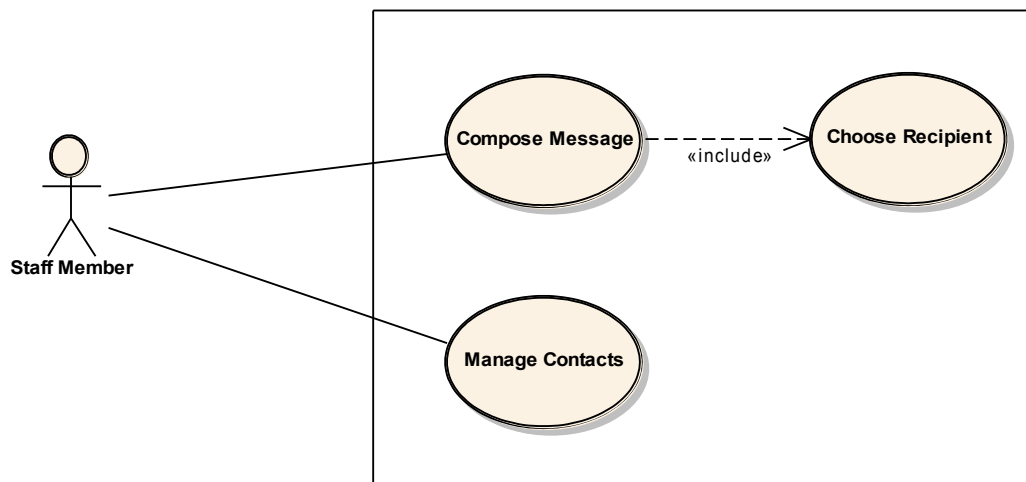 Compose Message
Choose Recipient
«include»
Staff Member
Manage Contacts